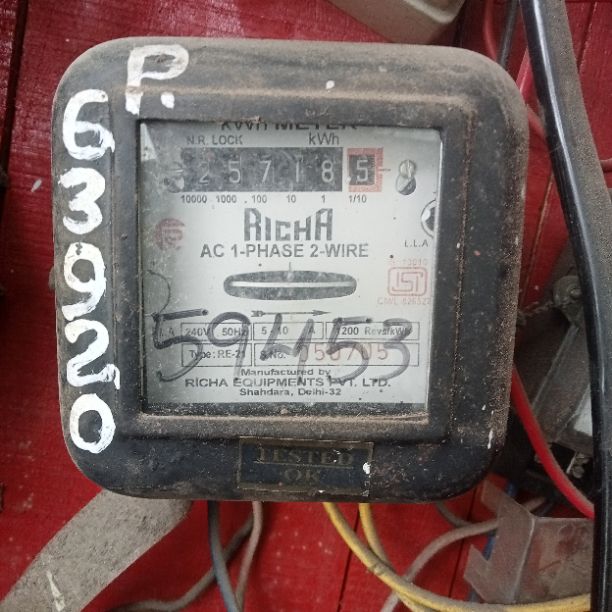 P.
63920
kWh METER
N.R. LOCK kWh
257185
10000 1000 100 10 1 1/10
RICHA
L.L.A
AC 1-PHASE 2-WIRE
ISI
59453
240V 50Hz 5-10 A 1200 Revs/kWh
Type: RE-21 S.No.
Manufactured by
RICHA EQUIPMENTS PVT. LTD.
Shahdara, Delhi-32
TESTED
OK